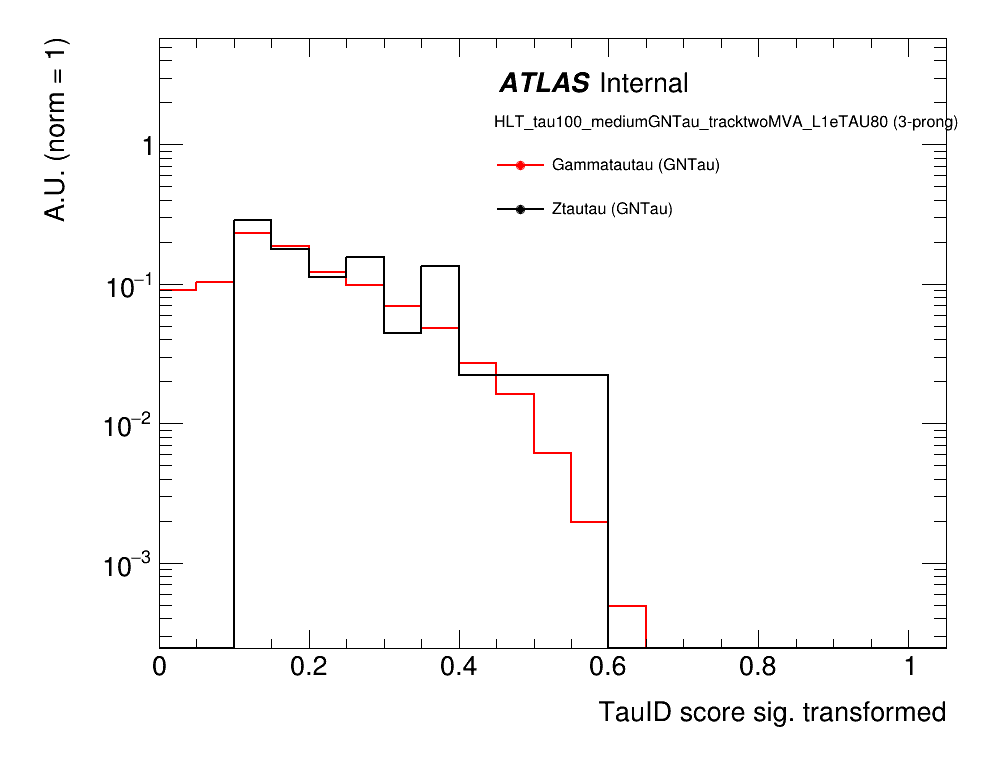 A.U. (norm = 1)
ATLAS Internal
HLT_tau100_mediumGNTau_tracktwoMVA_L1eTAU80 (3-prong)
Gammatautau (GNTau)
Ztautau (GNTau)
1
10⁻¹
10⁻²
10⁻³
0 0.2 0.4 0.6 0.8 1
TauID score sig. transformed